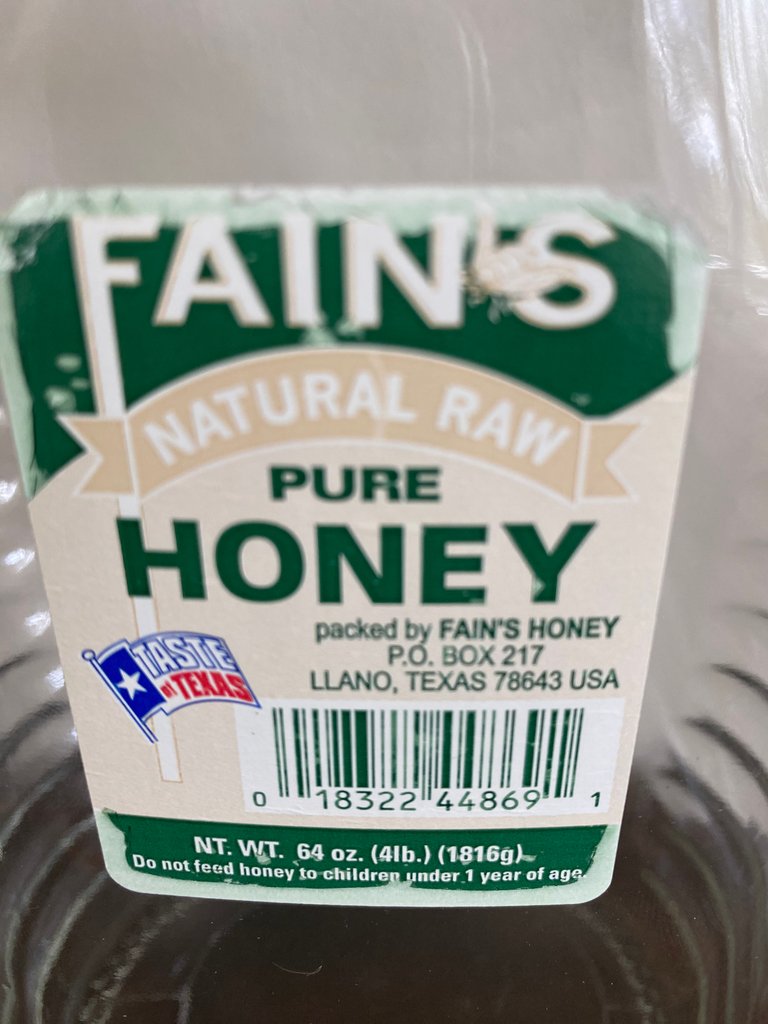 FAIN'S
NATURAL RAW
PURE
HONEY
packed by FAIN'S HONEY
P.O. BOX 217
LLANO, TEXAS 78643 USA
TASTE
OF TEXAS
0 18322 44869 1
NT. WT. 64 oz. (4lb.) (1816g)
Do not feed honey to children under 1 year of age.